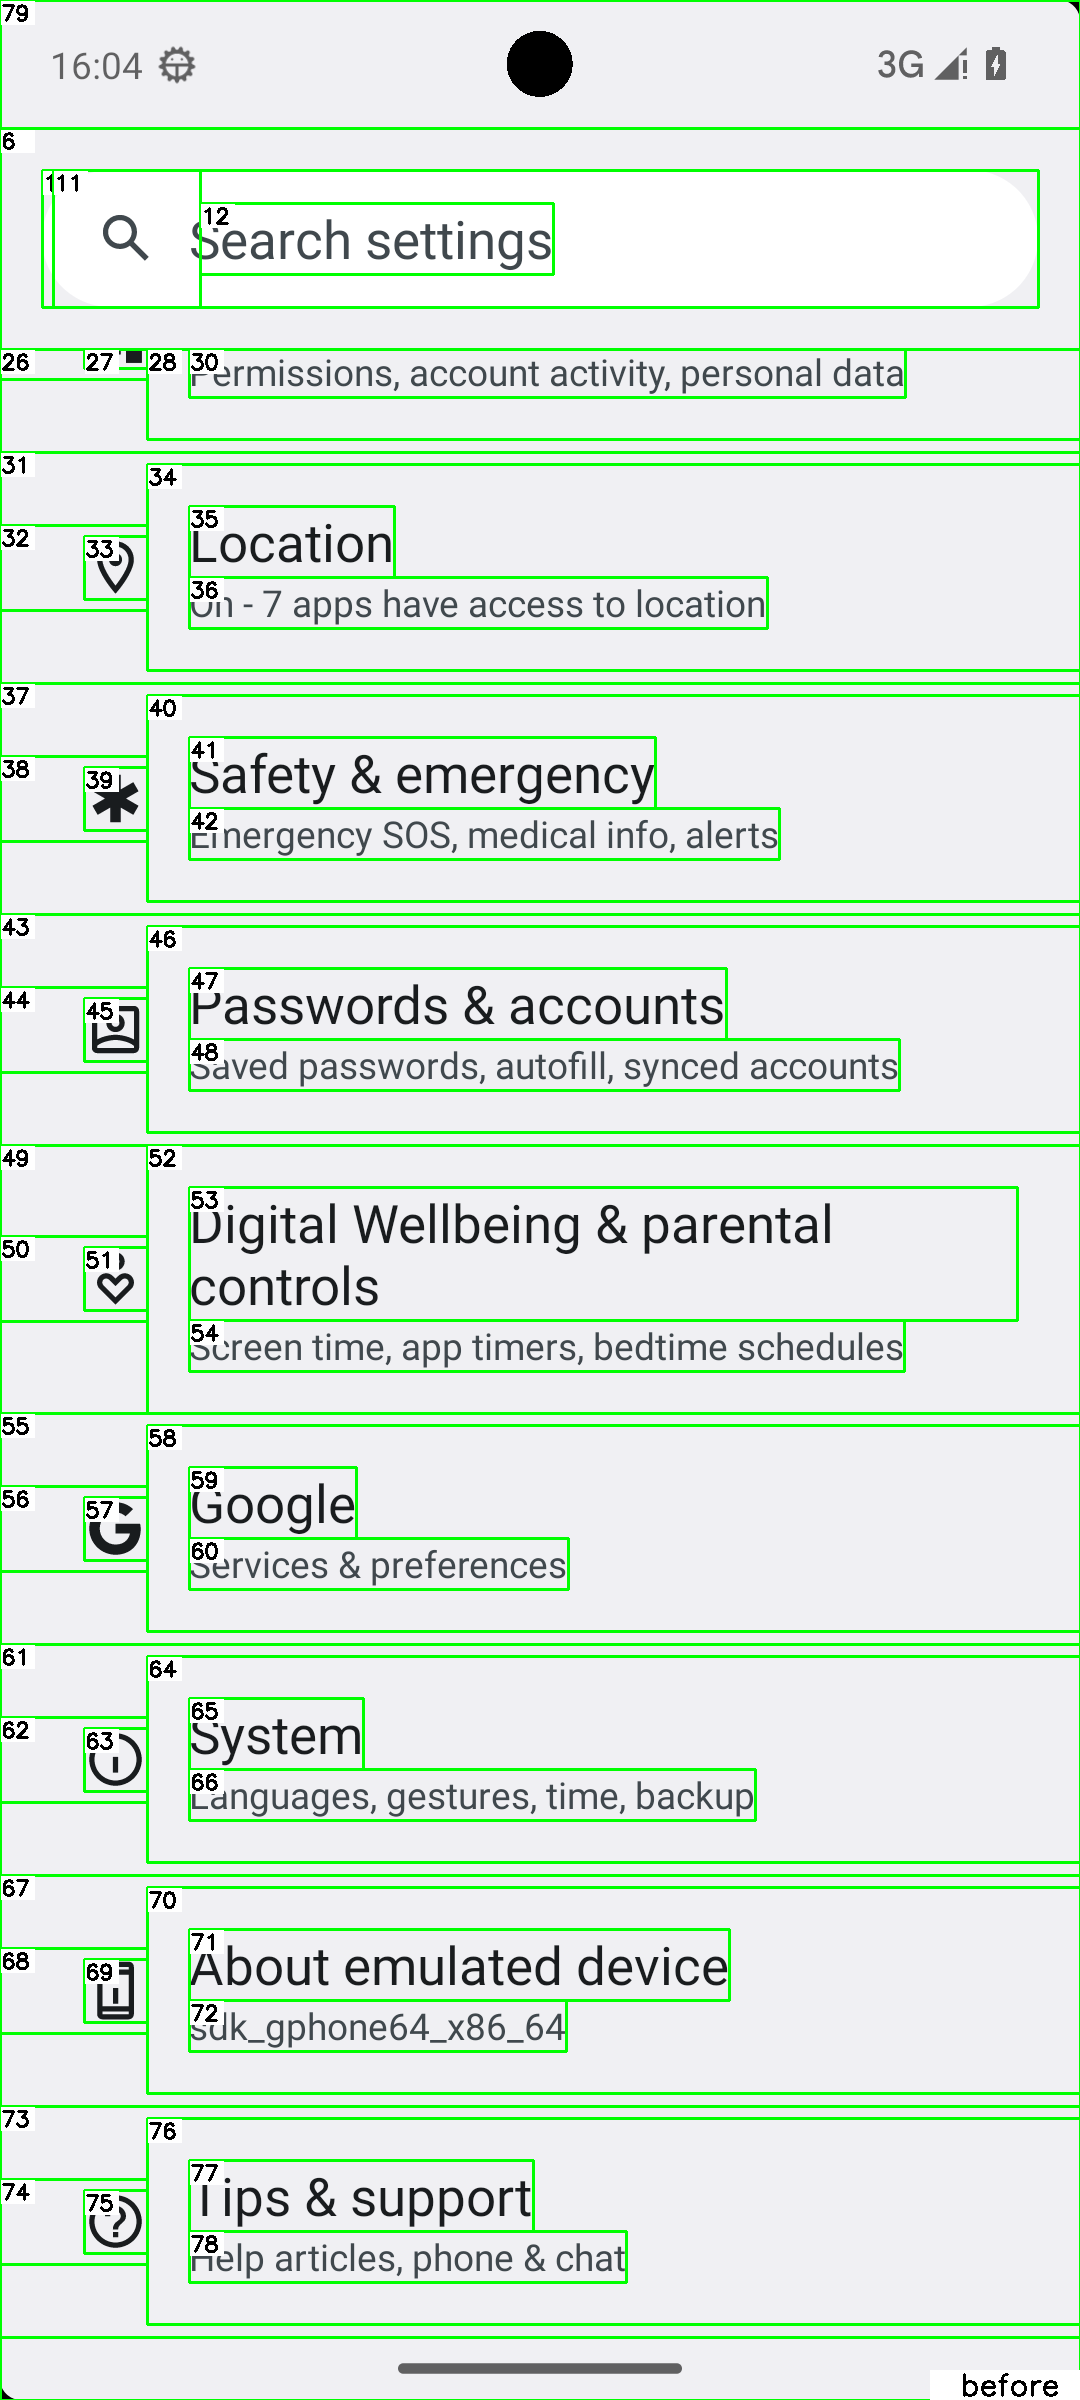 79
16:04
3G
6
111
12
Search settings
26
27
28
30
Permissions, account activity, personal data
31
34
35
Location
32
33
36
On - 7 apps have access to location
37
40
41
Safety & emergency
38
39
42
Emergency SOS, medical info, alerts
43
46
47
Passwords & accounts
44
45
48
Saved passwords, autofill, synced accounts
49
52
53
Digital Wellbeing & parental
controls
50
51
54
Screen time, app timers, bedtime schedules
55
58
59
Google
56
57
60
Services & preferences
61
64
65
System
62
63
66
Languages, gestures, time, backup
67
70
71
About emulated device
68
69
72
sdk_gphone64_x86_64
73
76
77
Tips & support
74
75
78
Help articles, phone & chat
before